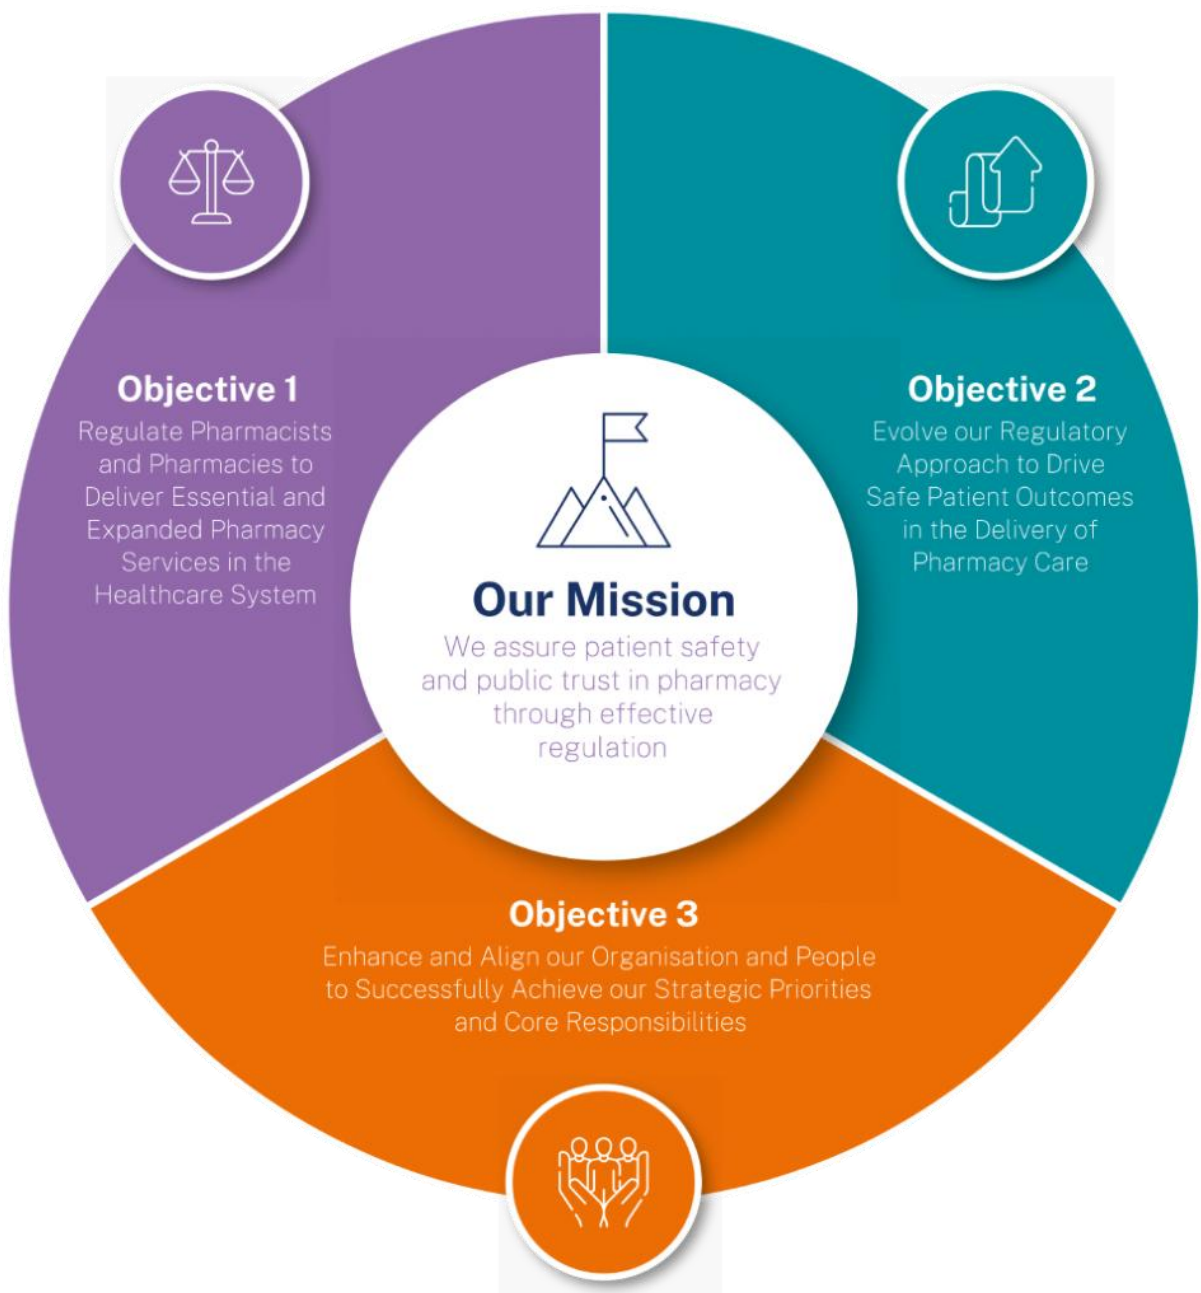 Objective 1
Regulate Pharmacists
and Pharmacies to
Deliver Essential and
Expanded Pharmacy
Services in the
Healthcare System
Objective 2
Evolve our Regulatory
Approach to Drive
Safe Patient Outcomes
in the Delivery of
Pharmacy Care
Our Mission
We assure patient safety
and public trust in pharmacy
through effective
regulation
Objective 3
Enhance and Align our Organisation and People
to Successfully Achieve our Strategic Priorities
and Core Responsibilities